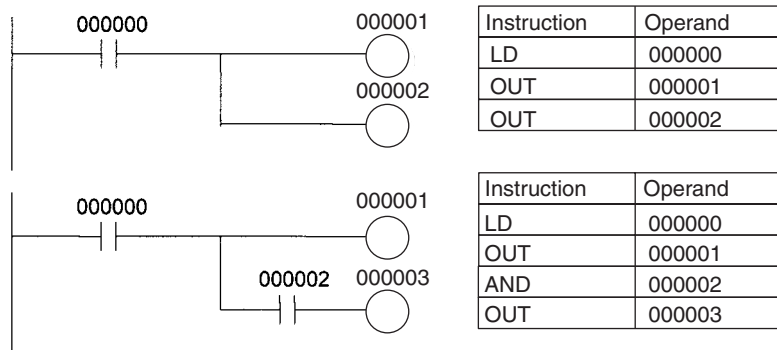 000000
000001
000002
Instruction Operand
LD 000000
OUT 000001
OUT 000002
000000
000001
000002 000003
Instruction Operand
LD 000000
OUT 000001
AND 000002
OUT 000003